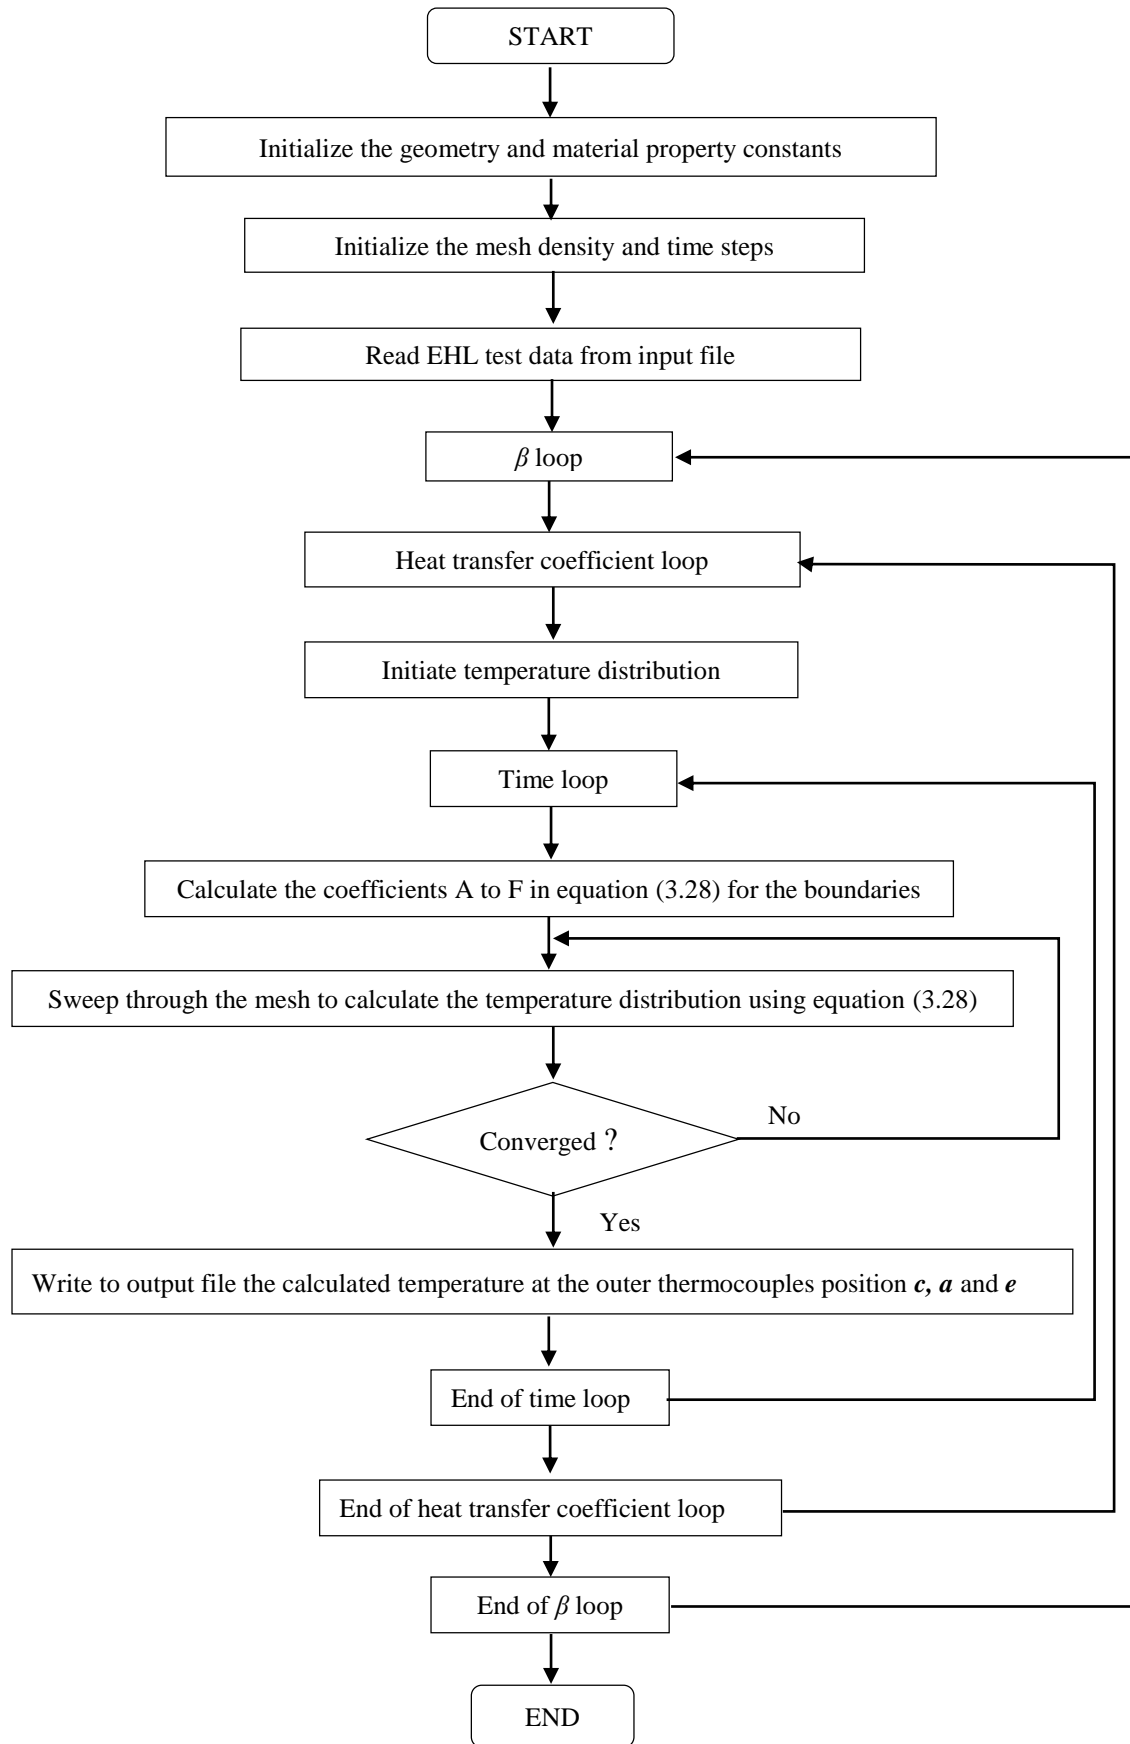 START
Initialize the geometry and material property constants
Initialize the mesh density and time steps
Read EHL test data from input file
β loop
Heat transfer coefficient loop
Initiate temperature distribution
Time loop
Calculate the coefficients A to F in equation (3.28) for the boundaries
Sweep through the mesh to calculate the temperature distribution using equation (3.28)
No
Converged ?
Yes
Write to output file the calculated temperature at the outer thermocouples position c, a and e
End of time loop
End of heat transfer coefficient loop
End of β loop
END